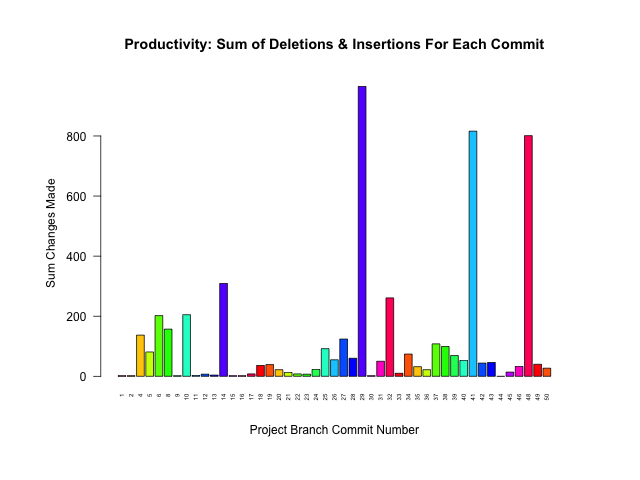 Productivity: Sum of Deletions & Insertions For Each Commit
Sum Changes Made
800
600
400
200
0
1 2 4 5 6 8 9 10 11 12 13 14 15 16 17 18 19 20 21 22 23 24 25 26 27 28 29 30 31 32 33 34 35 36 37 38 39 40 41 42 43 44 45 46 48 49 50
Project Branch Commit Number